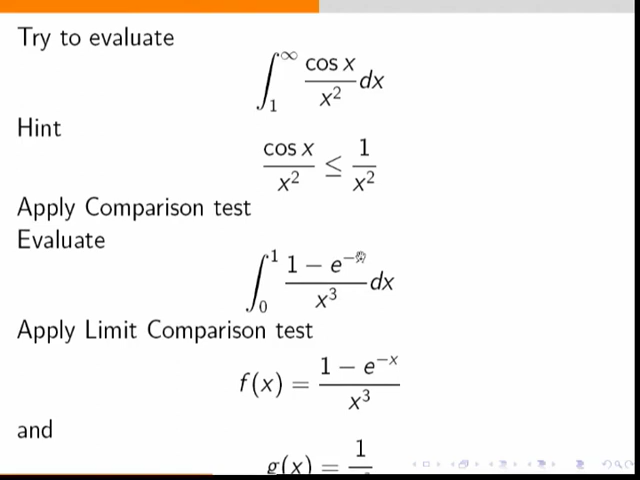 Try to evaluate
∫₁^∞ cos x / x² dx
Hint
cos x / x² ≤ 1 / x²
Apply Comparison test
Evaluate
∫₀¹ 1 − e⁻ / x³ dx
Apply Limit Comparison test
f(x) = 1 − e⁻ˣ / x³
and
g(x) = 1